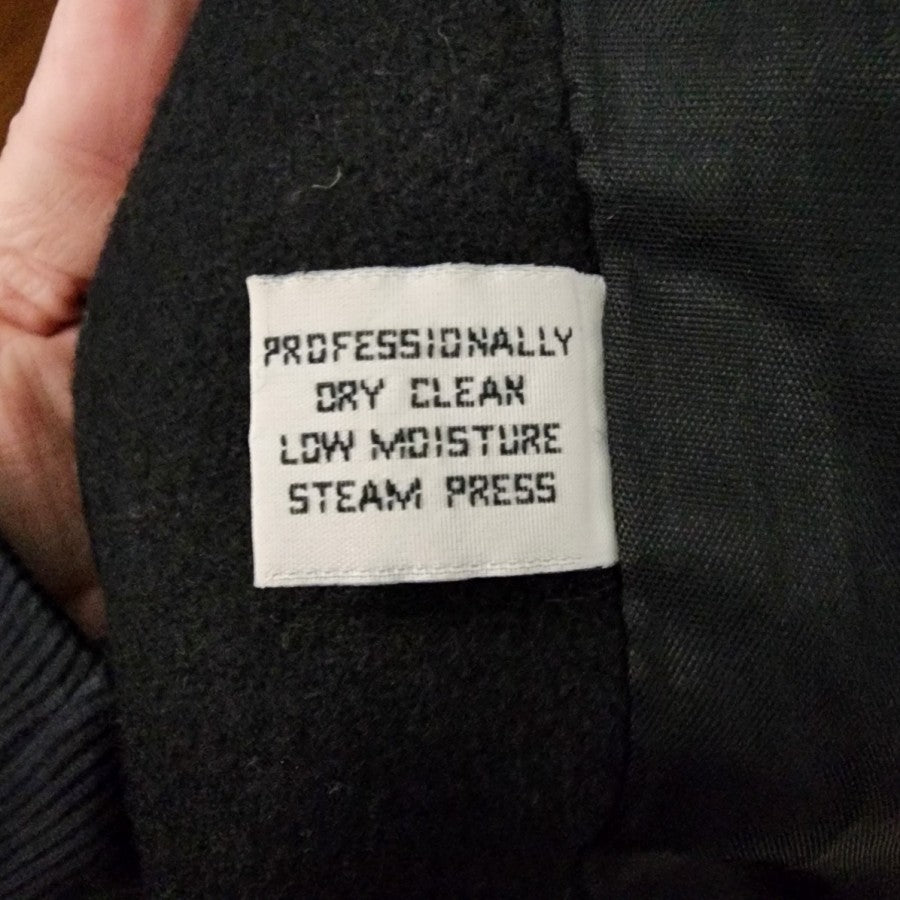 PROFESSIONALLY
DRY CLEAN
LOW MOISTURE
STEAM PRESS